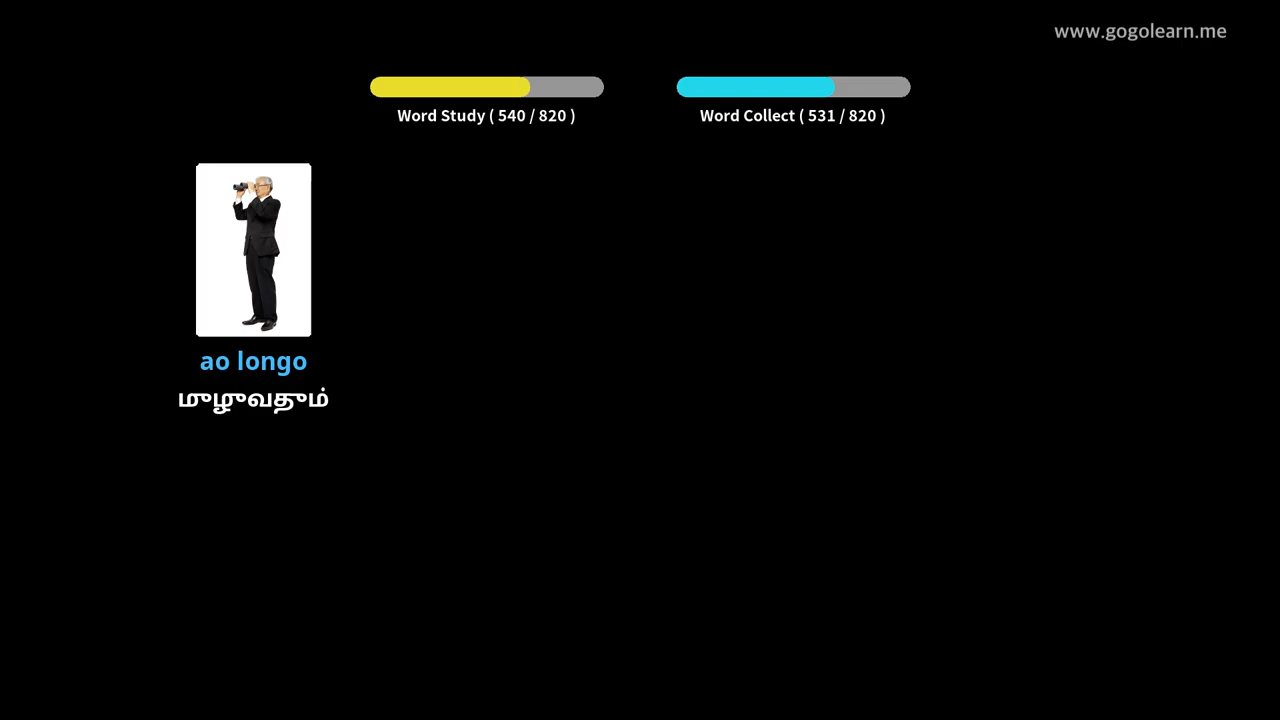 www.gogolearn.me
Word Study ( 540 / 820 )
Word Collect ( 531 / 820 )
ao longo
முழுவதும்